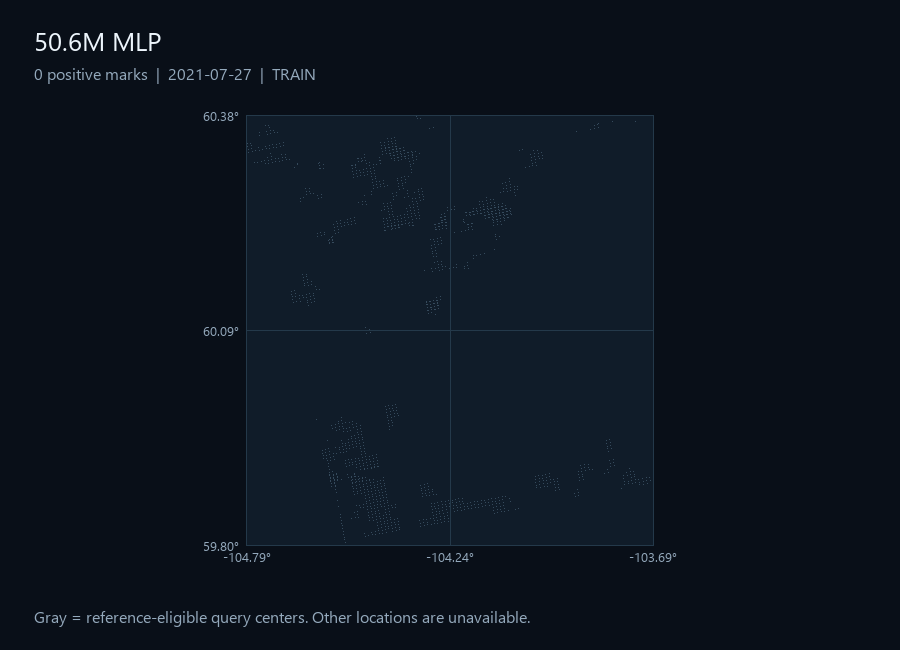 50.6M MLP
0 positive marks | 2021-07-27 | TRAIN
60.38°
60.09°
59.80°
-104.79°
-104.24°
-103.69°
Gray = reference-eligible query centers. Other locations are unavailable.